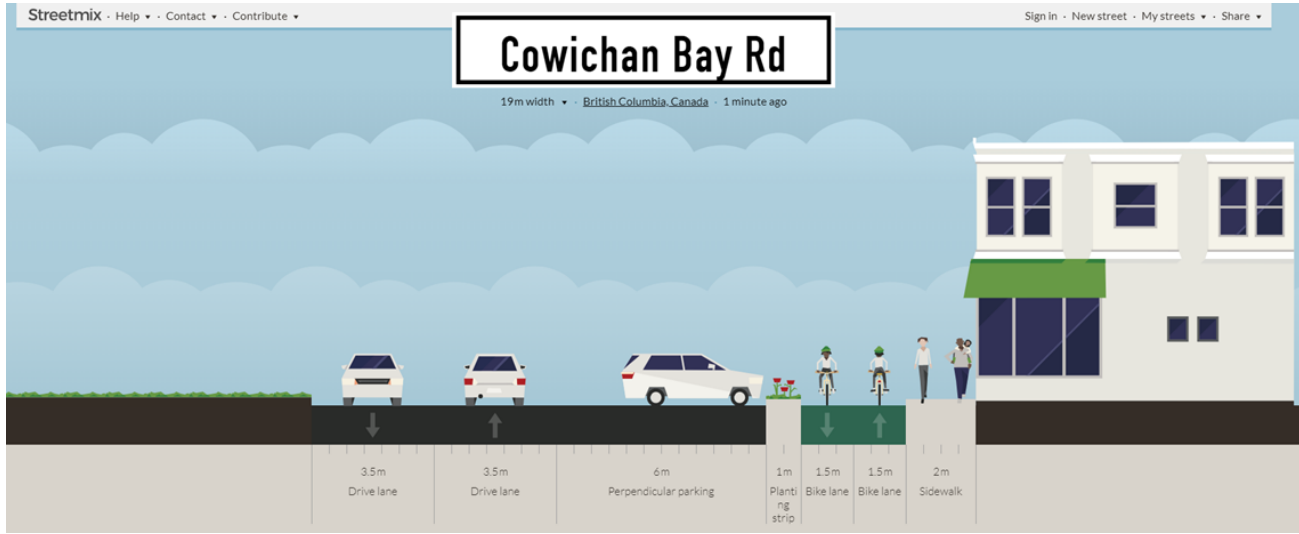 Streetmix · Help ▾ · Contact ▾ · Contribute ▾
Sign in · New street · My streets ▾ · Share ▾
Cowichan Bay Rd
19m width ▾ · British Columbia, Canada · 1 minute ago
3.5m
Drive lane
3.5m
Drive lane
6m
Perpendicular parking
1m
Planti
ng
strip
1.5m
Bike lane
1.5m
Bike lane
2m
Sidewalk